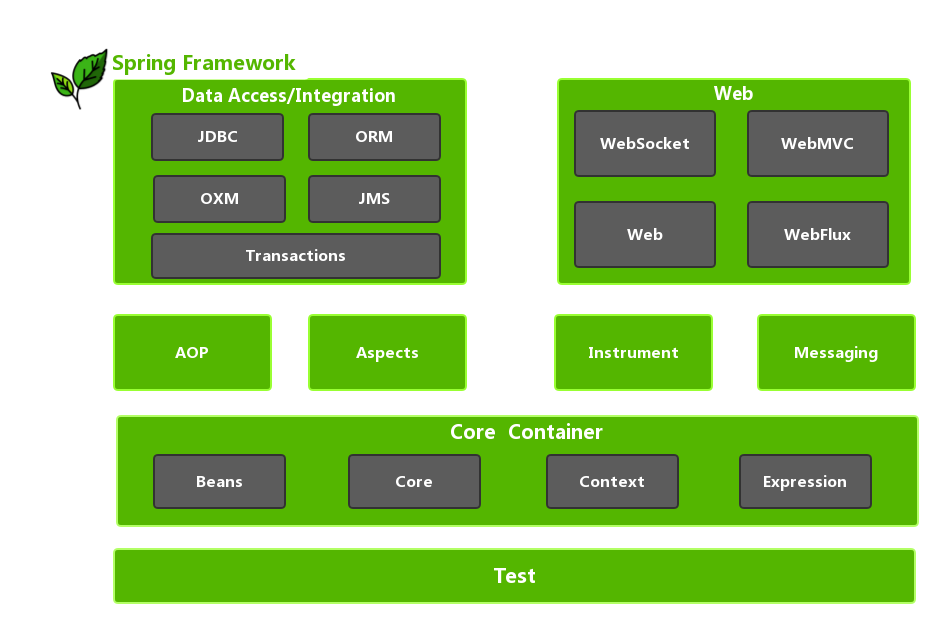 Spring Framework
Data Access/Integration
JDBC
ORM
OXM
JMS
Transactions
Web
WebSocket
WebMVC
Web
WebFlux
AOP
Aspects
Instrument
Messaging
Core Container
Beans
Core
Context
Expression
Test